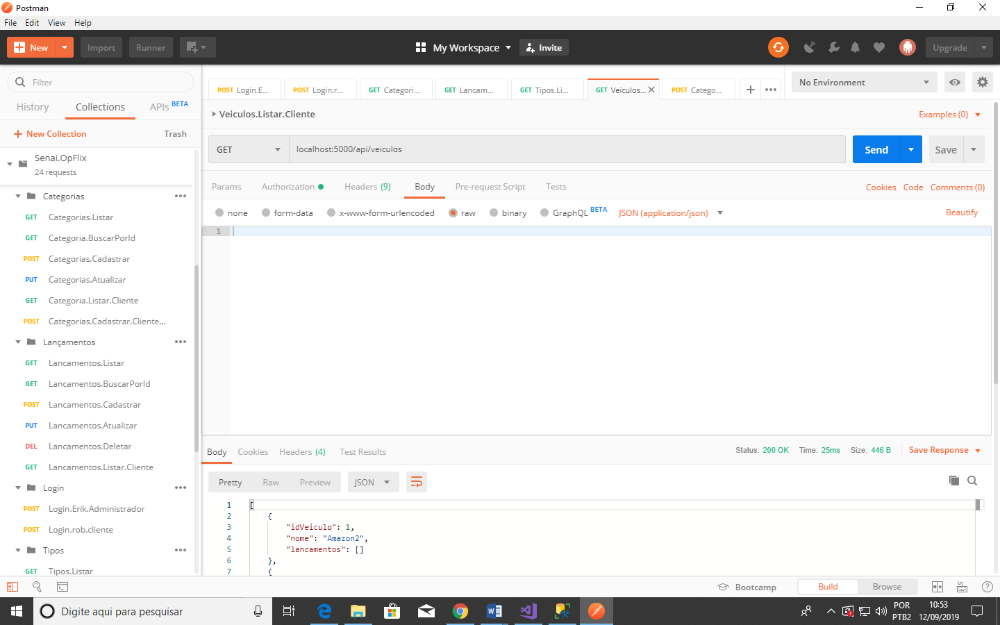 Postman
File Edit View Help
New Import Runner My Workspace Invite Upgrade
Filter
History Collections APIs BETA
New Collection Trash
Senai.OpFlix
24 requests
Categorias
GET Categorias.Listar
GET Categoria.BuscarPorId
POST Categorias.Cadastrar
PUT Categorias.Atualizar
GET Categoria.Listar.Cliente
POST Categorias.Cadastrar.Cliente...
Lançamentos
GET Lancamentos.Listar
GET Lancamentos.BuscarPorId
POST Lancamentos.Cadastrar
PUT Lancamentos.Atualizar
DEL Lancamentos.Deletar
GET Lancamentos.Listar.Cliente
Login
POST Login.Erik.Administrador
POST Login.rob.cliente
Tipos
GET Tipos.Listar
POST Login.E... POST Login.r... GET Categori... GET Lancam... GET Tipos.Li... GET Veiculos... POST Catego...
No Environment
Veiculos.Listar.Cliente Examples (0)
GET localhost:5000/api/veiculos Send Save
Params Authorization Headers (9) Body Pre-request Script Tests Cookies Code Comments (0)
none form-data x-www-form-urlencoded raw binary GraphQL BETA JSON (application/json) Beautify
1
Body Cookies Headers (4) Test Results Status: 200 OK Time: 25ms Size: 446 B Save Response
Pretty Raw Preview JSON
1 [
2 {
3 "idVeiculo": 1,
4 "nome": "Amazon2",
5 "lancamentos": []
6 },
7 {
Bootcamp Build Browse
Digite aqui para pesquisar
POR
PTB2
10:53
12/09/2019